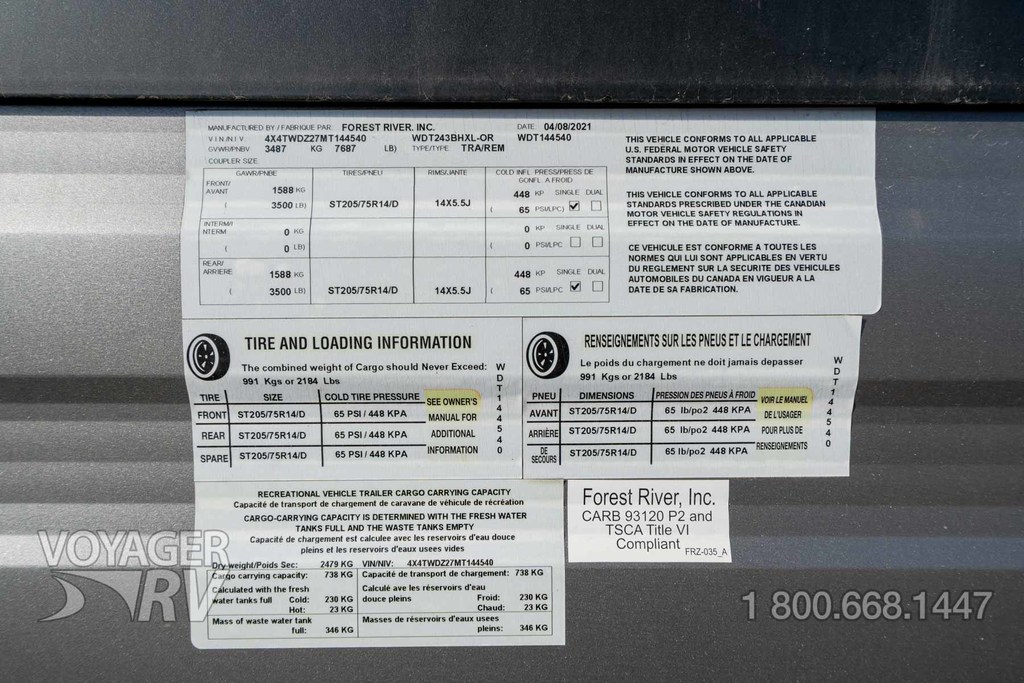 MANUFACTURED BY / FABRIQUE PAR: FOREST RIVER. INC. DATE 04/08/2021
V I N/N I V 4X4TWDZ27MT144540 WDT243BHXL-OR WDT144540
GVWR/PNBV 3487 KG 7687 LB) TYPE/TYPE TRA/REM
COUPLER SIZE
GAWR/PNBE TIRES/PNEU RIMS/JANTE COLD INFL PRESS/PRESS DE
GONFL A FROID
FRONT/
AVANT 1588 KG 448 KP SINGLE DUAL
( 3500 LB) ST205/75R14/D 14X5.5J ( 65 PSI/LPC)
INTERM//
NTERM 0 KG 0 KP SINGLE DUAL
( 0 LB) ( 0 PSI/LPC
REAR/
ARRIERE 1588 KG 448 KP SINGLE DUAL
( 3500 LB) ST205/75R14/D 14X5.5J ( 65 PSI/LPC
THIS VEHICLE CONFORMS TO ALL APPLICABLE
U.S. FEDERAL MOTOR VEHICLE SAFETY
STANDARDS IN EFFECT ON THE DATE OF
MANUFACTURE SHOWN ABOVE.
THIS VEHICLE CONFORMS TO ALL APPLICABLE
STANDARDS PRESCRIBED UNDER THE CANADIAN
MOTOR VEHICLE SAFETY REGULATIONS IN
EFFECT ON THE DATE OF MANUFACTURE.
CE VEHICULE EST CONFORME A TOUTES LES
NORMES QUI LUI SONT APPLICABLES EN VERTU
DU REGLEMENT SUR LA SECURITE DES VEHICULES
AUTOMOBILES DU CANADA EN VIGUEUR A LA
DATE DE SA FABRICATION.
TIRE AND LOADING INFORMATION
The combined weight of Cargo should Never Exceed:
991 Kgs or 2184 Lbs
TIRE SIZE COLD TIRE PRESSURE SEE OWNER'S
FRONT ST205/75R14/D 65 PSI / 448 KPA MANUAL FOR
REAR ST205/75R14/D 65 PSI / 448 KPA ADDITIONAL
SPARE ST205/75R14/D 65 PSI / 448 KPA INFORMATION
WDT144540
RENSEIGNEMENTS SUR LES PNEUS ET LE CHARGEMENT
Le poids du chargement ne doit jamais depasser
991 Kgs or 2184 Lbs
PNEU DIMENSIONS PRESSION DES PNEUS À FROID VOIR LE MANUEL
AVANT ST205/75R14/D 65 lb/po2 448 KPA DE L'USAGER
ARRIÈRE ST205/75R14/D 65 lb/po2 448 KPA POUR PLUS DE
DE
SECOURS ST205/75R14/D 65 lb/po2 448 KPA RENSEIGNEMENTS
WDT144540
RECREATIONAL VEHICLE TRAILER CARGO CARRYING CAPACITY
Capacité de transport de chargement de caravane de véhicule de récréation
CARGO-CARRYING CAPACITY IS DETERMINED WITH THE FRESH WATER
TANKS FULL AND THE WASTE TANKS EMPTY
Capacité de chargement est calculee avec les reservoirs d'eau douce
pleins et les reservoirs d'eaux usees vides
Dry weight/Poids Sec: 2479 KG VIN/NIV: 4X4TWDZ27MT144540
Cargo carrying capacity: 738 KG Capacité de transport de chargement: 738 KG
Calculated with the fresh Calculé ave les réservoirs d'eau
water tanks full Cold: 230 KG douce pleins Froid: 230 KG
Hot: 23 KG Chaud: 23 KG
Mass of waste water tank Masses de réservoirs d'eaux usees
full: 346 KG pleins: 346 KG
Forest River, Inc.
CARB 93120 P2 and
TSCA Title VI
Compliant
FRZ-035_A
VOYAGER
RV
1 800.668.1447